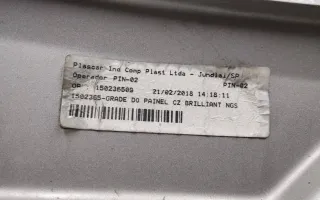 Plascar Ind Comp Plast Ltda - Jundiai/SP
Operador PIN-02 PIN-02
OP: 150236509 21/02/2018 14:18:11
1502365-GRADE DO PAINEL CZ BRILLIANT NGS